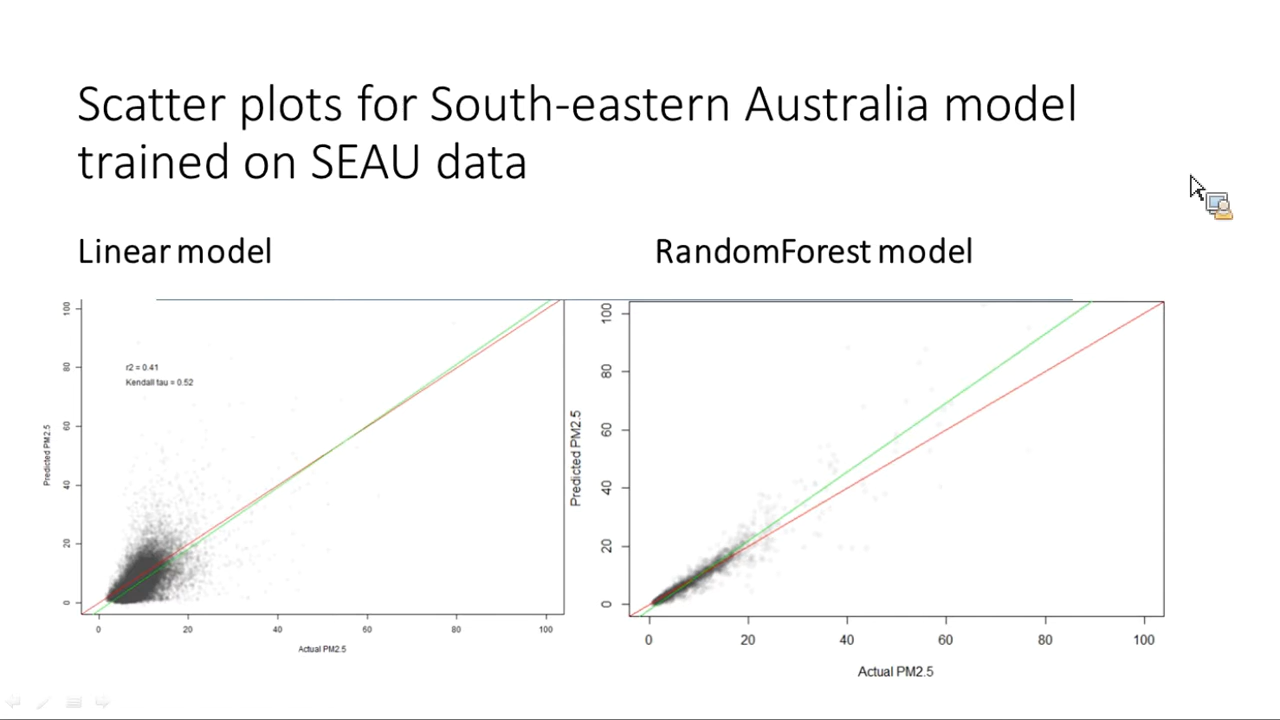 Scatter plots for South-eastern Australia model
trained on SEAU data
Linear model
RandomForest model
r2 = 0.41
Kendall tau = 0.52
Predicted PM2.5
0
20
40
60
80
100
0 20 40 60 80 100
Actual PM2.5
Predicted PM2.5
0
20
40
60
80
100
0 20 40 60 80 100
Actual PM2.5